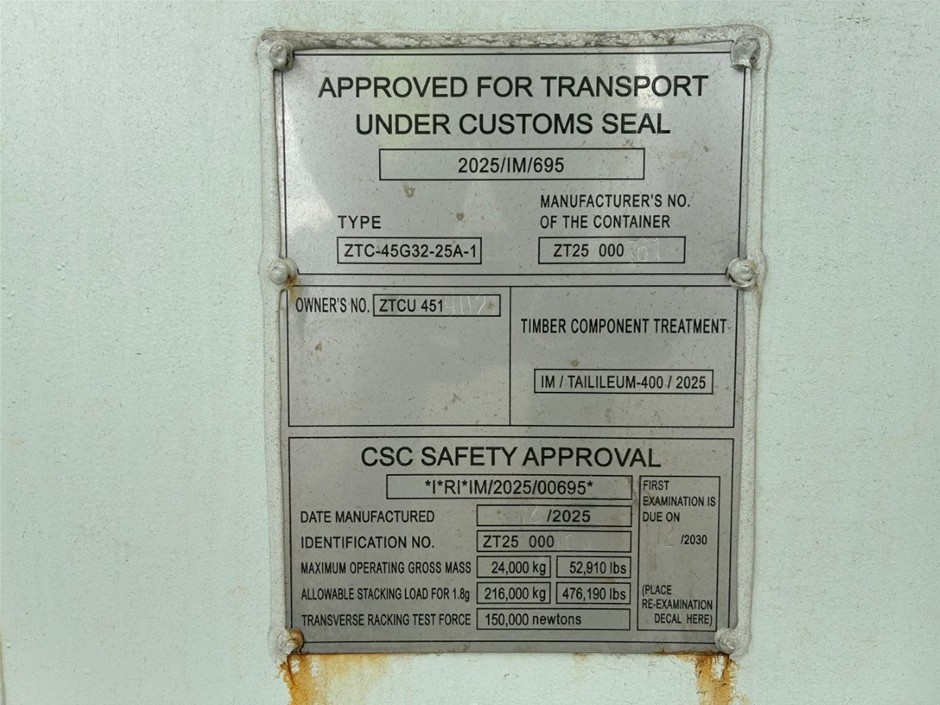 APPROVED FOR TRANSPORT
UNDER CUSTOMS SEAL
2025/IM/695
TYPE
ZTC-45G32-25A-1
MANUFACTURER'S NO.
OF THE CONTAINER
ZT25 000
OWNER'S NO. ZTCU 451
TIMBER COMPONENT TREATMENT
IM / TAILILEUM-400 / 2025
CSC SAFETY APPROVAL
*I*RI*IM/2025/00695*
DATE MANUFACTURED /2025
IDENTIFICATION NO. ZT25 000
MAXIMUM OPERATING GROSS MASS 24,000 kg 52,910 lbs
ALLOWABLE STACKING LOAD FOR 1.8g 216,000 kg 476,190 lbs
TRANSVERSE RACKING TEST FORCE 150,000 newtons
FIRST
EXAMINATION IS
DUE ON
12 /2030
(PLACE
RE-EXAMINATION
DECAL HERE)